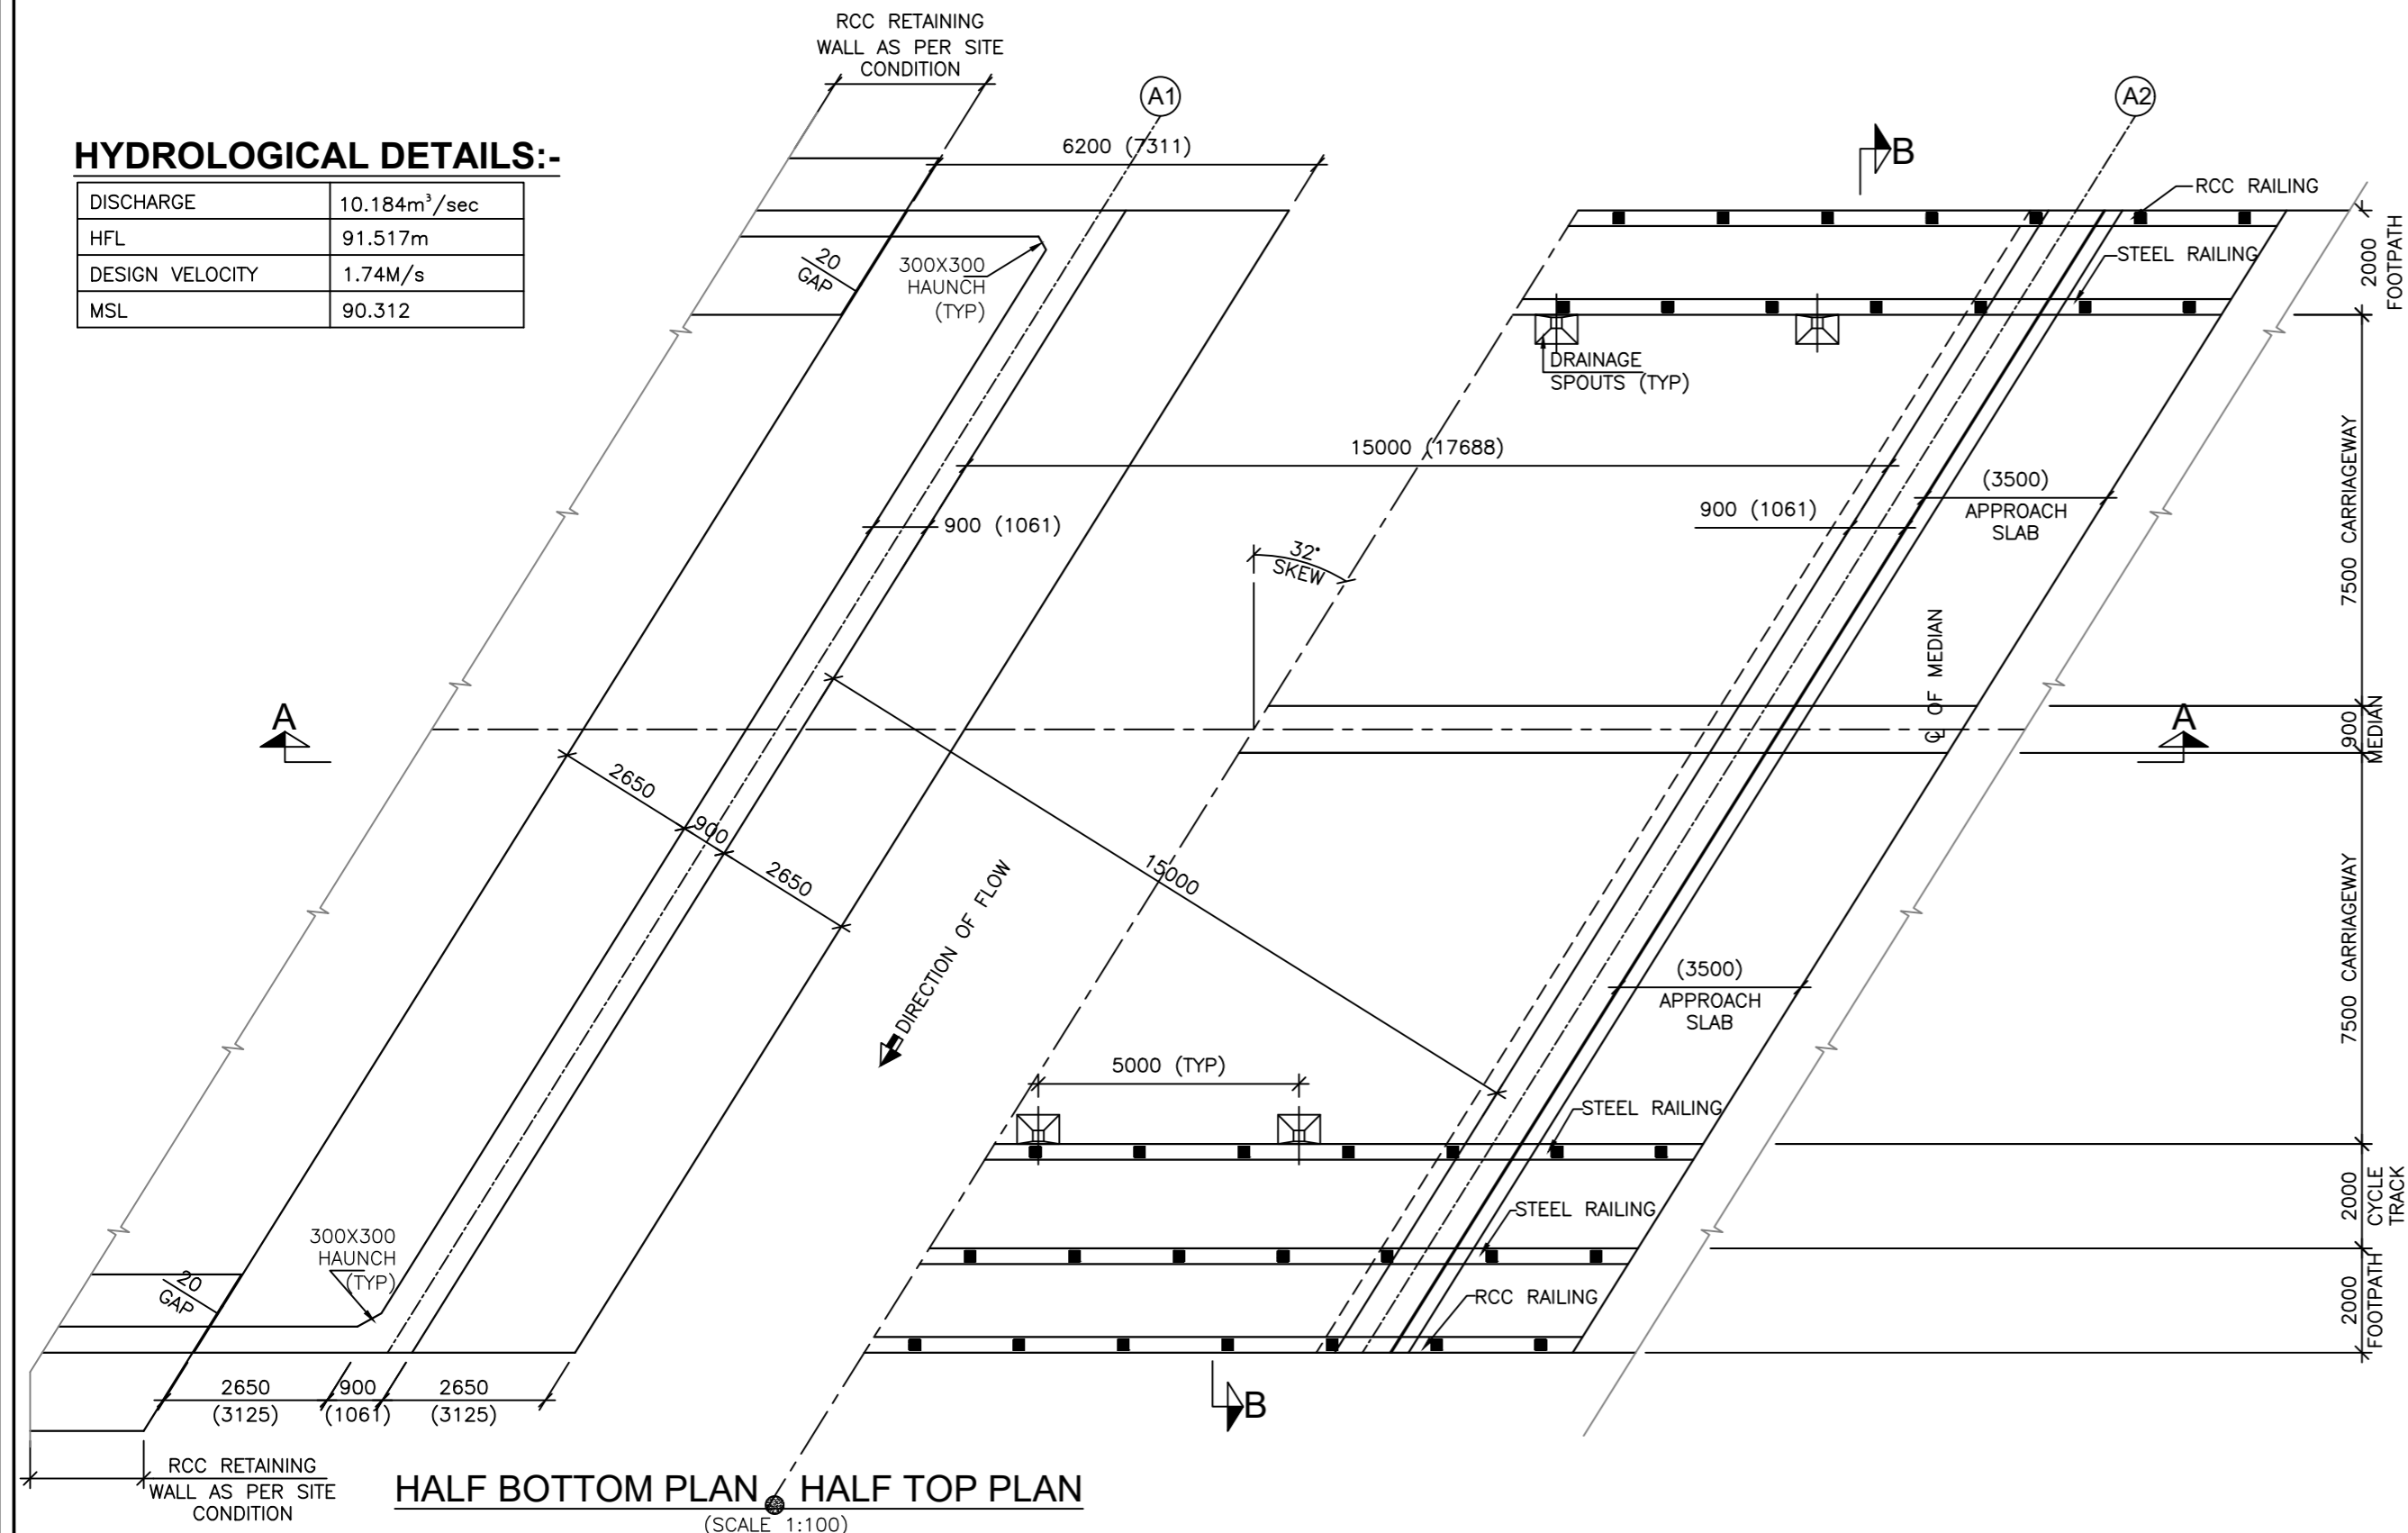 RCC RETAINING
WALL AS PER SITE
CONDITION
A1
A2
HYDROLOGICAL DETAILS:-
DISCHARGE 10.184m³/sec
HFL 91.517m
DESIGN VELOCITY 1.74M/s
MSL 90.312
6200 (7311)
B
RCC RAILING
STEEL RAILING
2000
FOOTPATH
20
GAP
300X300
HAUNCH
(TYP)
DRAINAGE
SPOUTS (TYP)
15000 (17688)
(3500)
APPROACH
SLAB
900 (1061)
900 (1061)
7500 CARRIAGEWAY
32°
SKEW
℄ OF MEDIAN
A
A
900
MEDIAN
2650
900
2650
15000
DIRECTION OF FLOW
7500 CARRIAGEWAY
(3500)
APPROACH
SLAB
5000 (TYP)
STEEL RAILING
STEEL RAILING
2000
CYCLE
TRACK
300X300
HAUNCH
(TYP)
20
GAP
RCC RAILING
2000
FOOTPATH
2650
(3125)
900
(1061)
2650
(3125)
B
RCC RETAINING
WALL AS PER SITE
CONDITION
HALF BOTTOM PLAN HALF TOP PLAN
(SCALE 1:100)